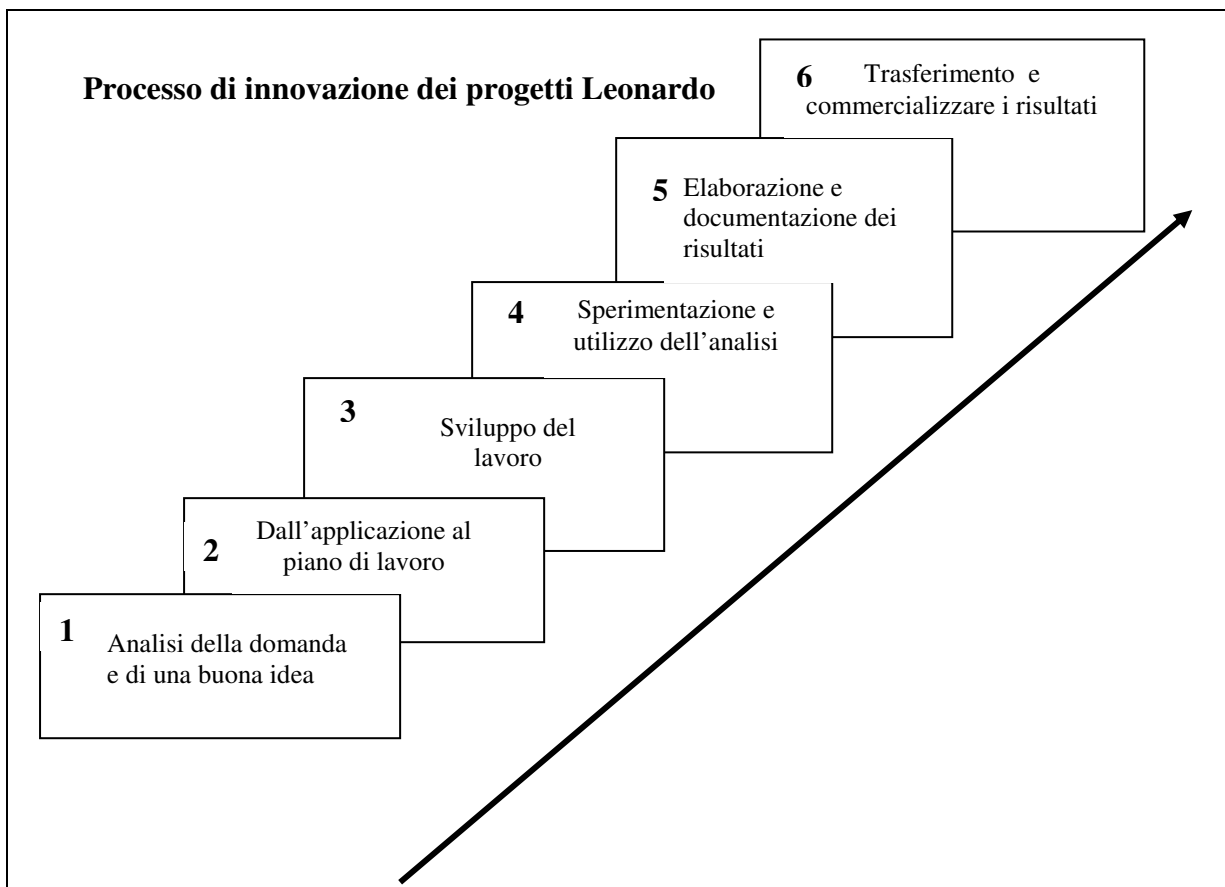 Processo di innovazione dei progetti Leonardo
1
Analisi della domanda
e di una buona idea
2
Dall’applicazione al
piano di lavoro
3
Sviluppo del
lavoro
4
Sperimentazione e
utilizzo dell’analisi
5
Elaborazione e
documentazione dei
risultati
6
Trasferimento e
commercializzare i risultati